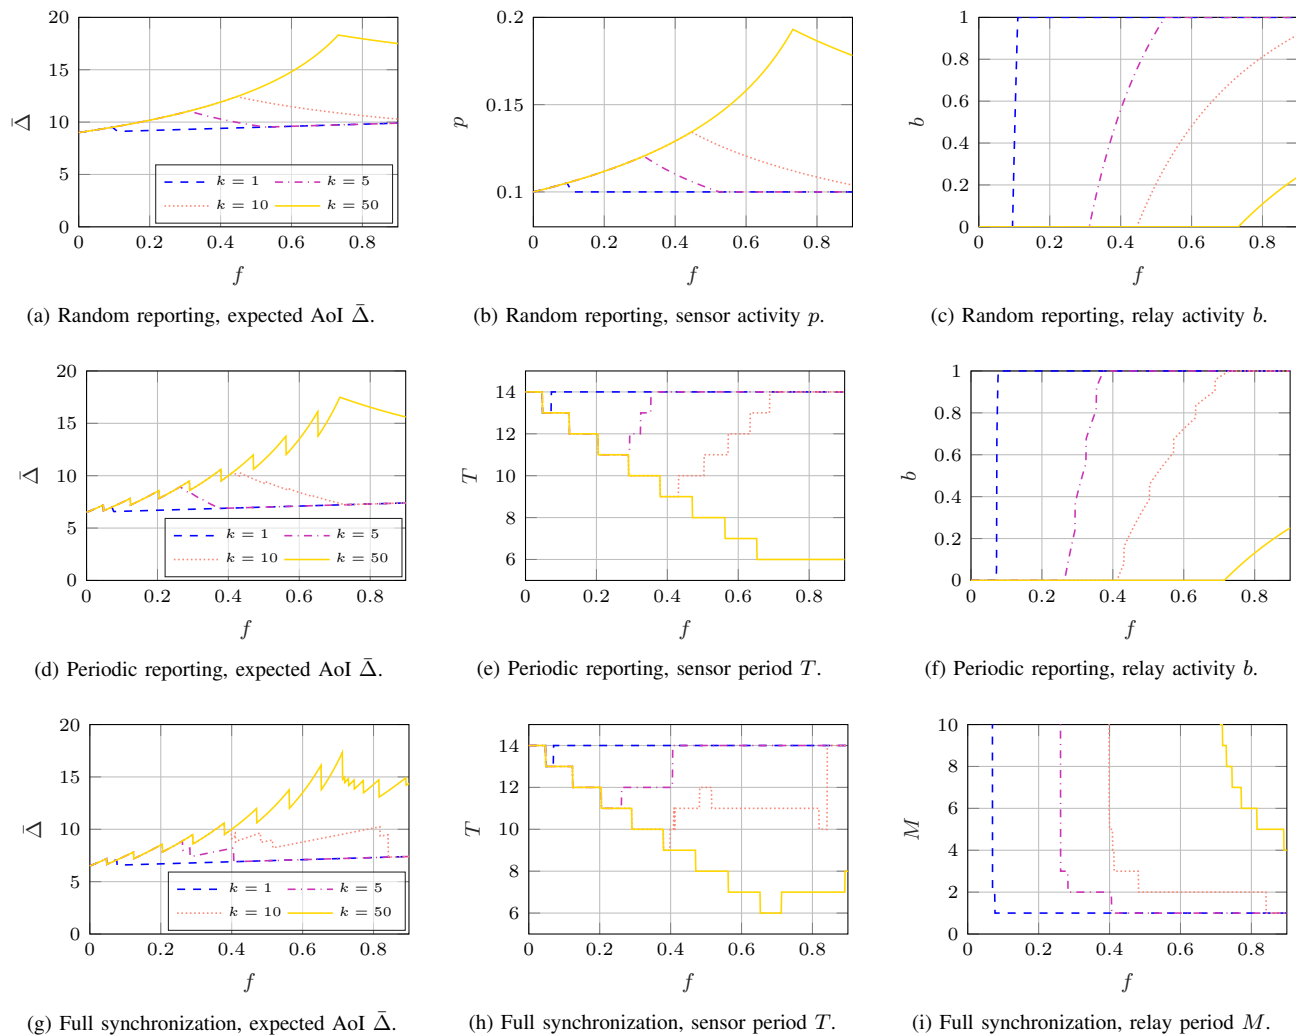 20
15
10
5
0
0 0.2 0.4 0.6 0.8
Δ̄
f
k = 1 k = 5
k = 10 k = 50
(a) Random reporting, expected AoI Δ̄.
0.2
0.1
0 0.2 0.4 0.6 0.8
p
f
(b) Random reporting, sensor activity p.
1
0.8
0.6
0.4
0.2
0
0 0.2 0.4 0.6 0.8
b
f
(c) Random reporting, relay activity b.
20
15
10
5
0
0 0.2 0.4 0.6 0.8
Δ̄
f
k = 1 k = 5
k = 10 k = 50
(d) Periodic reporting, expected AoI Δ̄.
14
12
10
8
6
0 0.2 0.4 0.6 0.8
T
f
(e) Periodic reporting, sensor period T.
1
0.8
0.6
0.4
0.2
0
0 0.2 0.4 0.6 0.8
b
f
(f) Periodic reporting, relay activity b.
20
15
10
5
0
0 0.2 0.4 0.6 0.8
Δ̄
f
k = 1 k = 5
k = 10 k = 50
(g) Full synchronization, expected AoI Δ̄.
14
12
10
8
6
0 0.2 0.4 0.6 0.8
T
f
(h) Full synchronization, sensor period T.
10
8
6
4
2
0
0 0.2 0.4 0.6 0.8
M
f
(i) Full synchronization, relay period M.